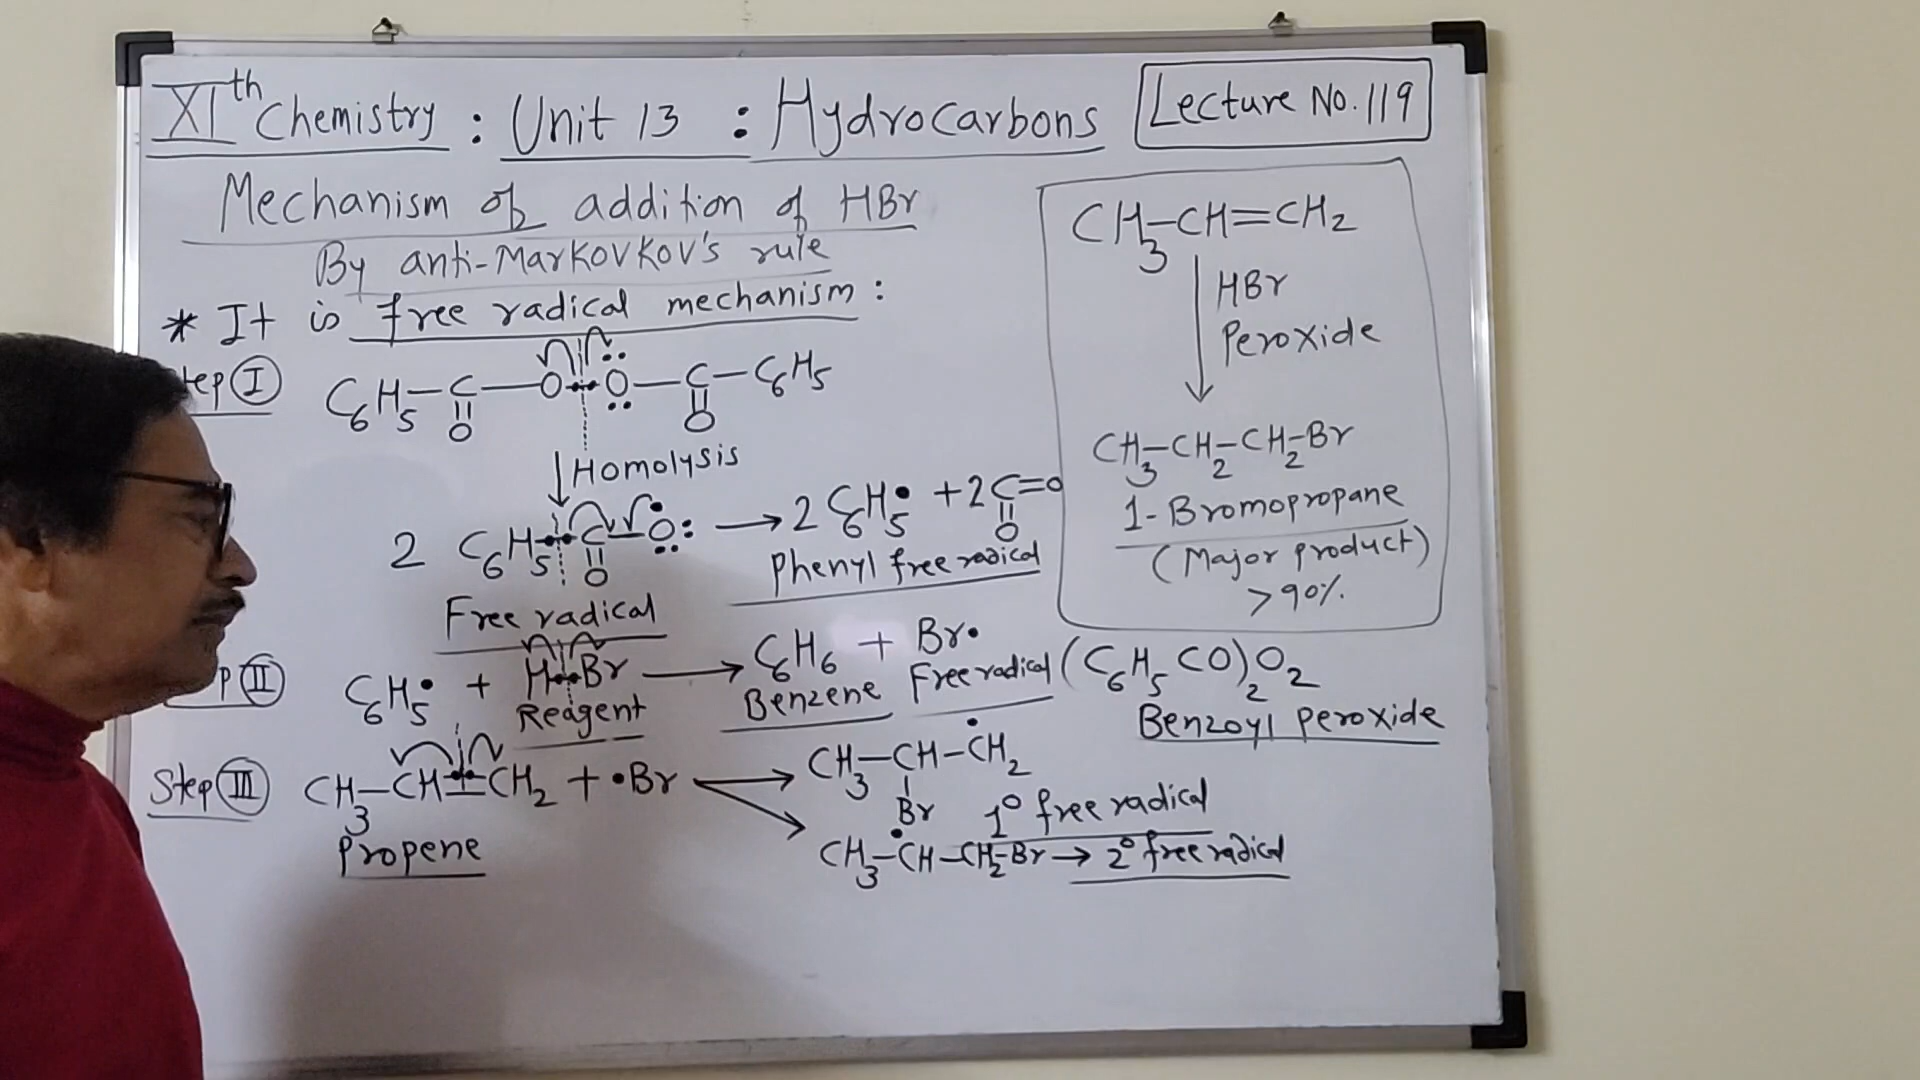 XIth Chemistry : Unit 13 : Hydrocarbons
Lecture No. 119
Mechanism of addition of HBr
By anti-Markovkov's rule
* It is free radical mechanism :
tep I C6H5-C-O-O-C-C6H5
O O
Homolysis
2 C6H5-C-O: → 2 C6H5• + 2C=O
O O
Free radical
Phenyl free radical
p II C6H5• + H-Br → C6H6 + Br•
Reagent Benzene Free radical
Step III CH3-CH=CH2 + •Br → CH3-CH-ĊH2
Br 1° free radical
Propene
CH3-ĊH-CH2-Br → 2° free radical
CH3-CH=CH2
HBr
Peroxide
CH3-CH2-CH2-Br
1-Bromopropane
(Major product)
>90%.
(C6H5CO)2O2
Benzoyl peroxide